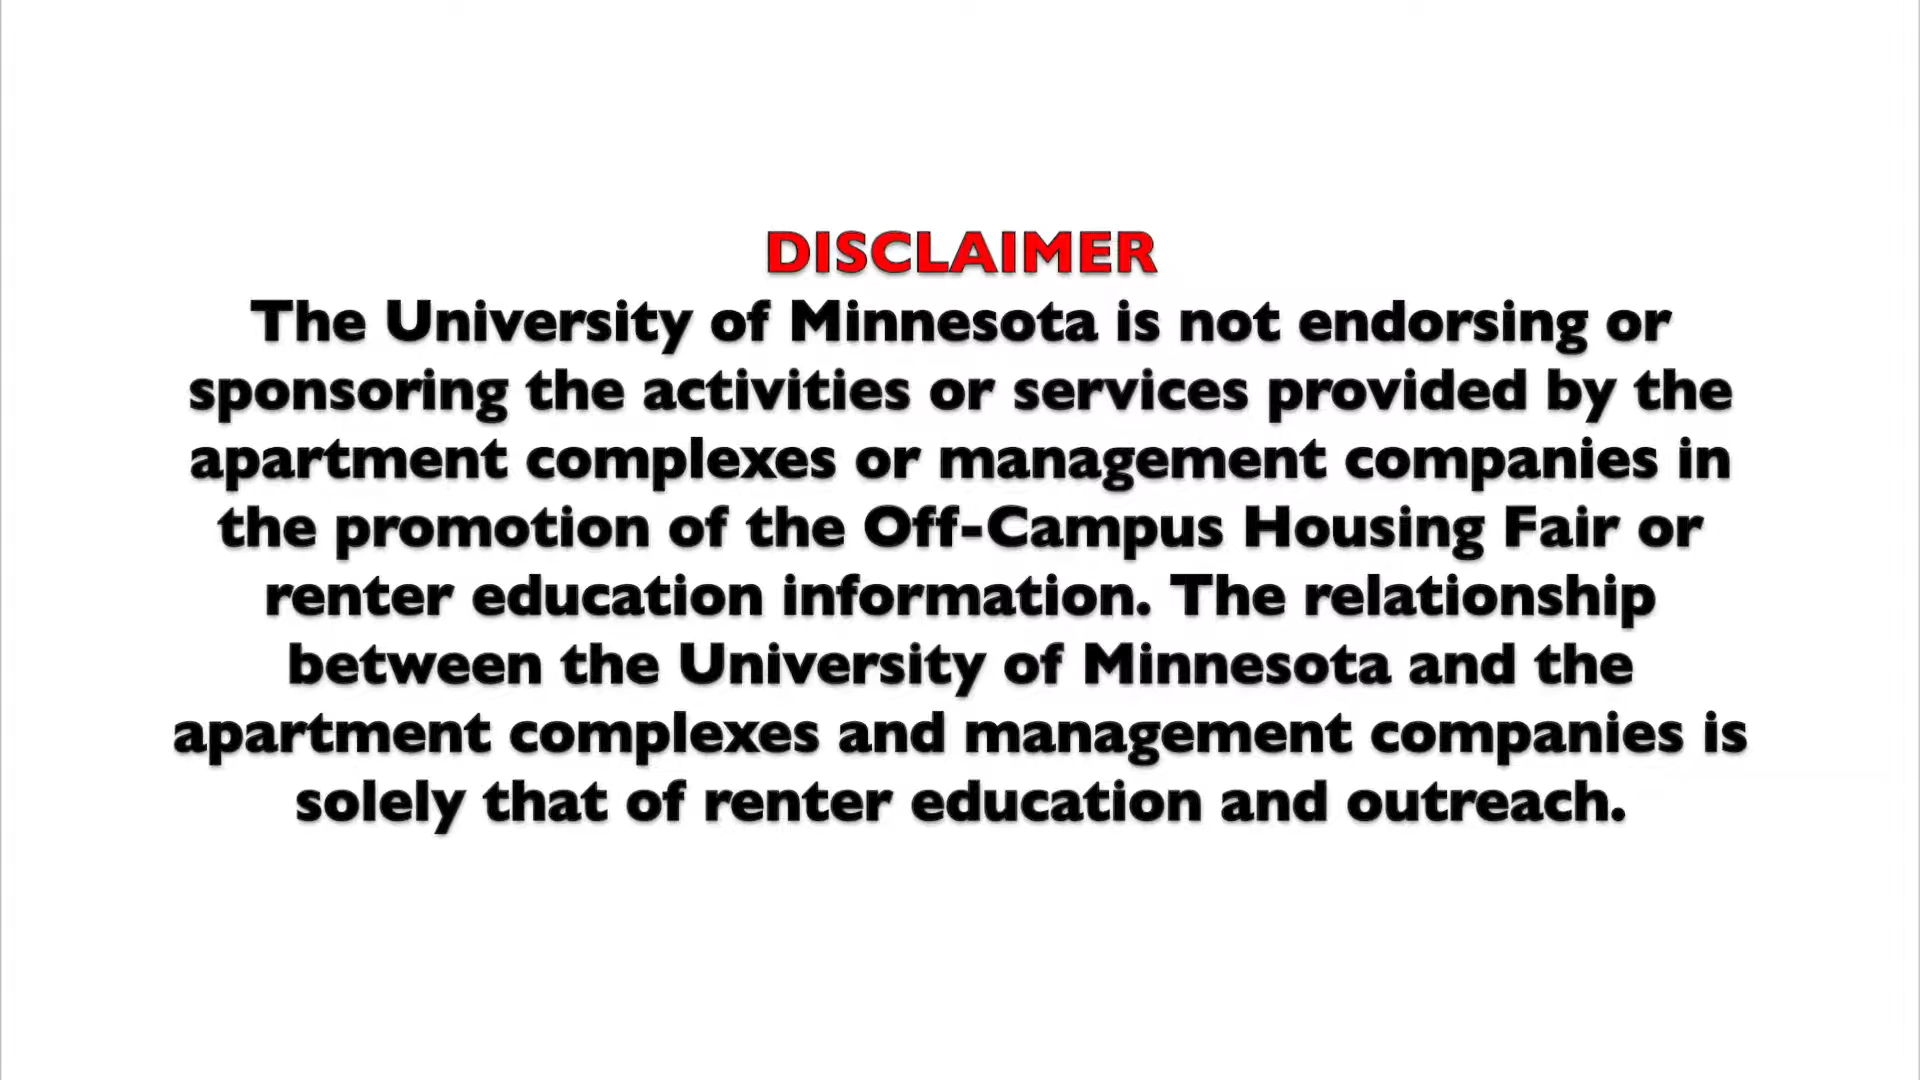 DISCLAIMER
The University of Minnesota is not endorsing or
sponsoring the activities or services provided by the
apartment complexes or management companies in
the promotion of the Off-Campus Housing Fair or
renter education information. The relationship
between the University of Minnesota and the
apartment complexes and management companies is
solely that of renter education and outreach.